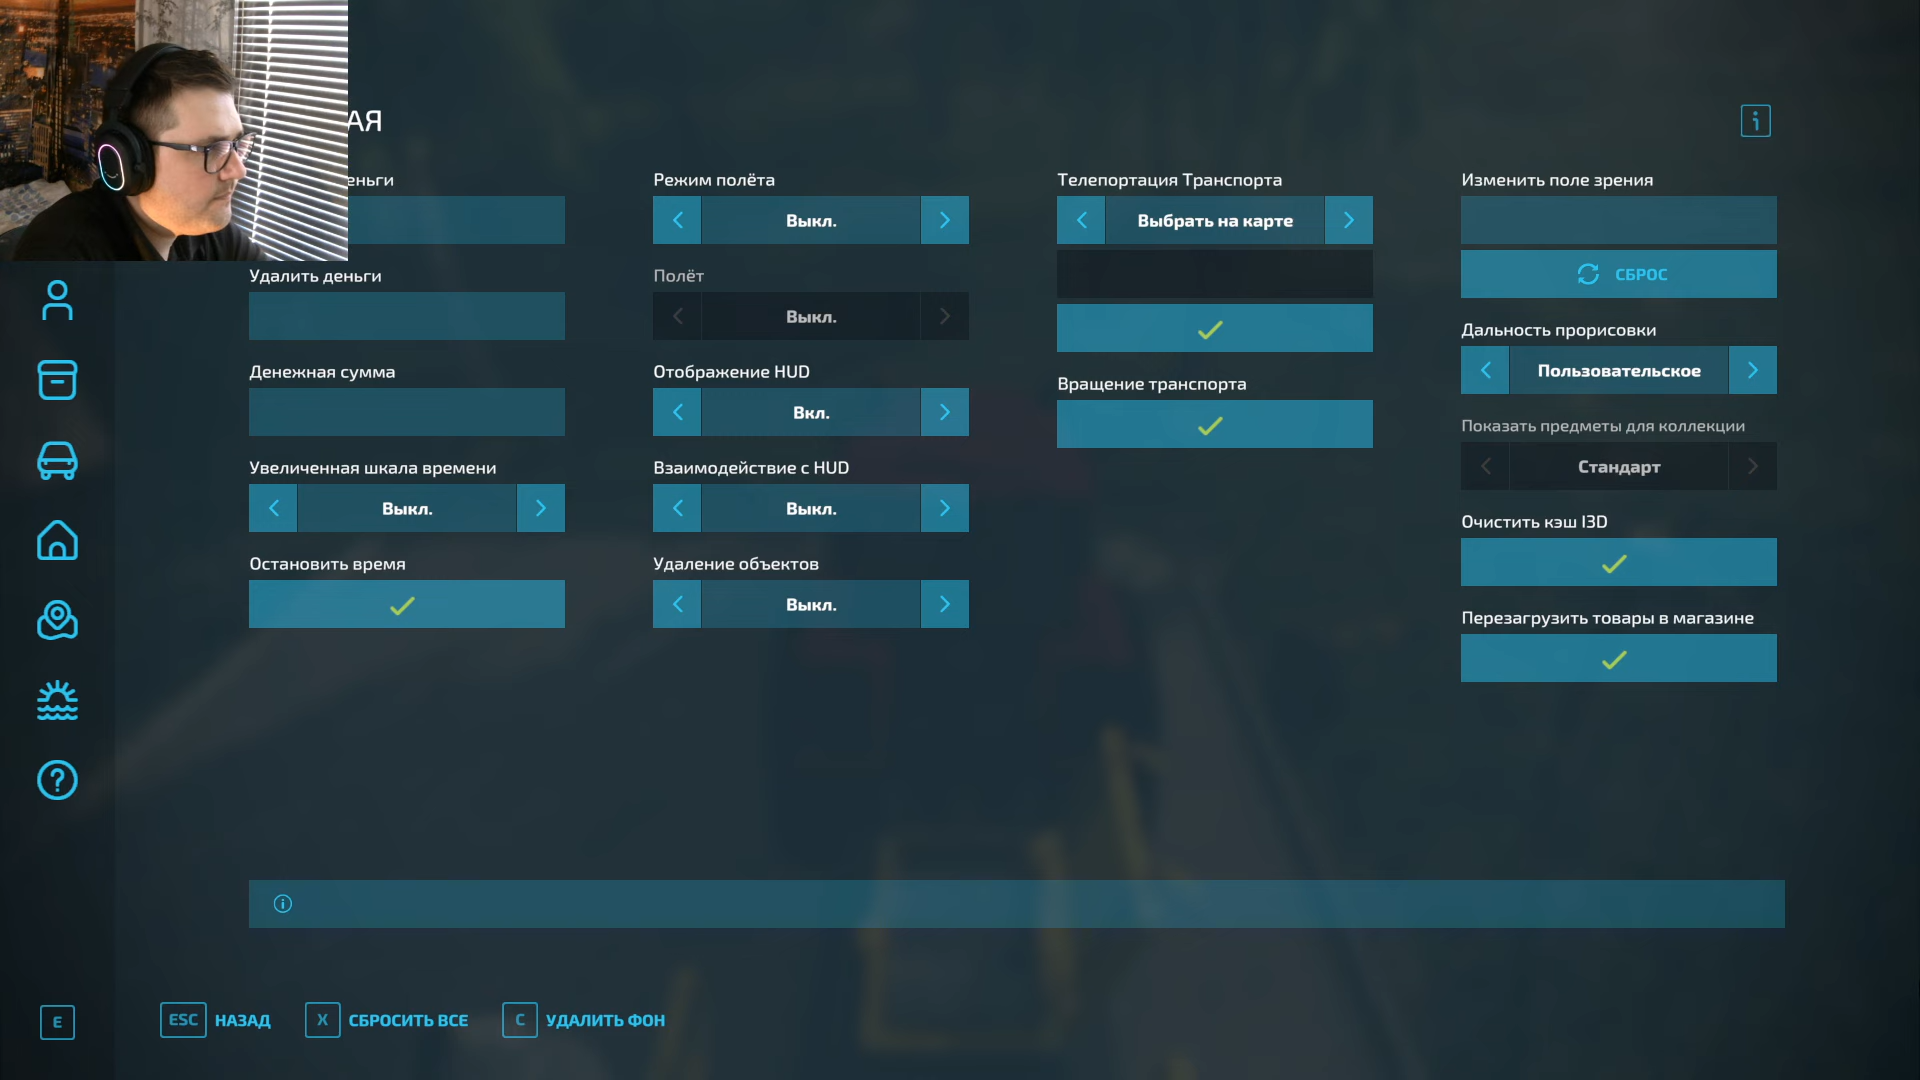 АЯ
еньги
Удалить деньги
Денежная сумма
Увеличенная шкала времени
Выкл.
Остановить время
Режим полёта
Выкл.
Полёт
Выкл.
Отображение HUD
Вкл.
Взаимодействие с HUD
Выкл.
Удаление объектов
Выкл.
Телепортация Транспорта
Выбрать на карте
Вращение транспорта
Изменить поле зрения
СБРОС
Дальность прорисовки
Пользовательское
Показать предметы для коллекции
Стандарт
Очистить кэш I3D
Перезагрузить товары в магазине
E
ESC НАЗАД
X СБРОСИТЬ ВСЕ
C УДАЛИТЬ ФОН